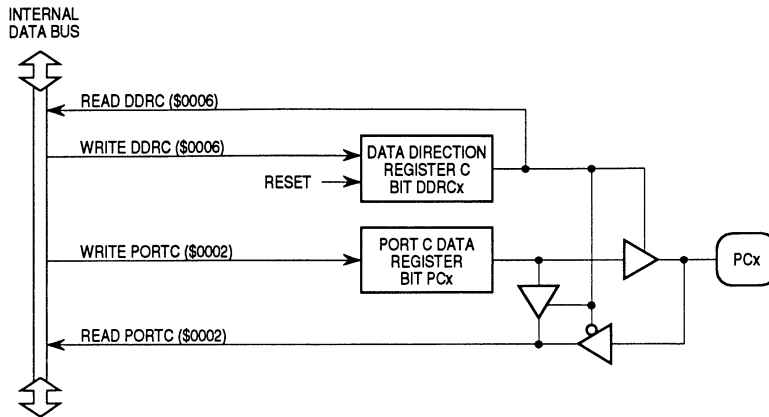 INTERNAL
DATA BUS
READ DDRC ($0006)
WRITE DDRC ($0006)
DATA DIRECTION
REGISTER C
BIT DDRCx
RESET
WRITE PORTC ($0002)
PORT C DATA
REGISTER
BIT PCx
PCx
READ PORTC ($0002)